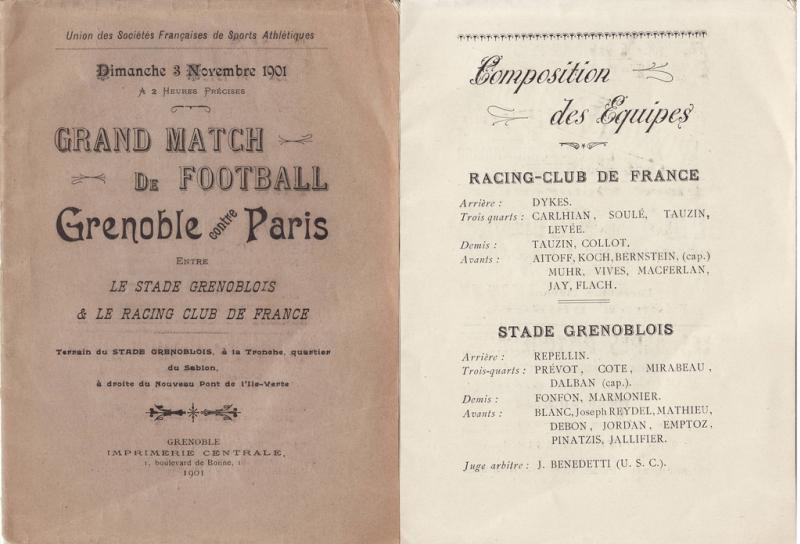 Union des Sociétés Françaises de Sports Athlétiques
Dimanche 3 Novembre 1901
A 2 Heures Précises
GRAND MATCH
DE FOOTBALL
Grenoble contre Paris
Entre
LE STADE GRENOBLOIS
& LE RACING CLUB DE FRANCE
Terrain du STADE GRENOBLOIS, à la Tronche, quartier
du Sablon,
à droite du Nouveau Pont de l'Ile-Verte
GRENOBLE
IMPRIMERIE CENTRALE,
1, boulevard de Bonne, 1
1901
Composition
des Equipes
RACING-CLUB DE FRANCE
Arrière : DYKES.
Trois quarts : CARLHIAN, SOULÉ, TAUZIN,
LEVÉE.
Demis : TAUZIN, COLLOT.
Avants : AITOFF, KOCH, BERNSTEIN, (cap.)
MUHR, VIVES, MACFERLAN,
JAY, FLACH.
STADE GRENOBLOIS
Arrière : REPELLIN.
Trois-quarts : PRÉVOT, COTE, MIRABEAU,
DALBAN (cap.).
Demis : FONFON, MARMONIER.
Avants : BLANC, Joseph REYDEL, MATHIEU,
DEBON, JORDAN, EMPTOZ,
PINATZIS, JALLIFIER.
Juge arbitre : J. BENEDETTI (U. S. C.).